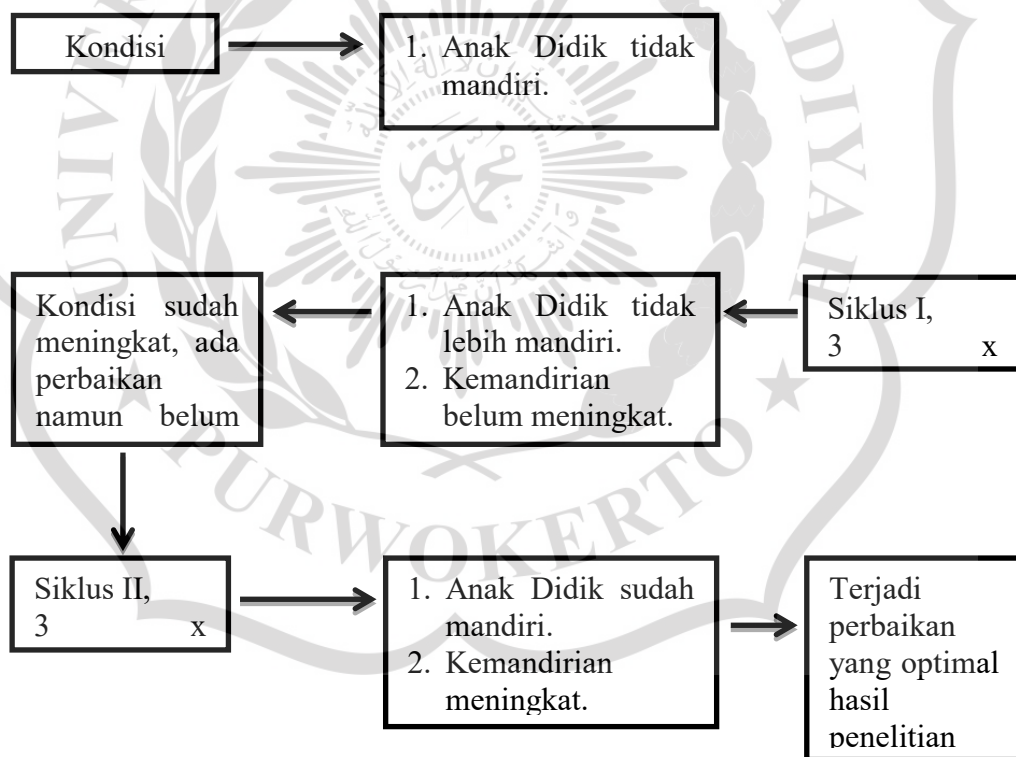 Kondisi
1. Anak Didik tidak
mandiri.
Kondisi sudah
meningkat, ada
perbaikan
namun belum
1. Anak Didik tidak
lebih mandiri.
2. Kemandirian
belum meningkat.
Siklus I,
3 x
Siklus II,
3 x
1. Anak Didik sudah
mandiri.
2. Kemandirian
meningkat.
Terjadi
perbaikan
yang optimal
hasil
penelitian
PURWOKERTO